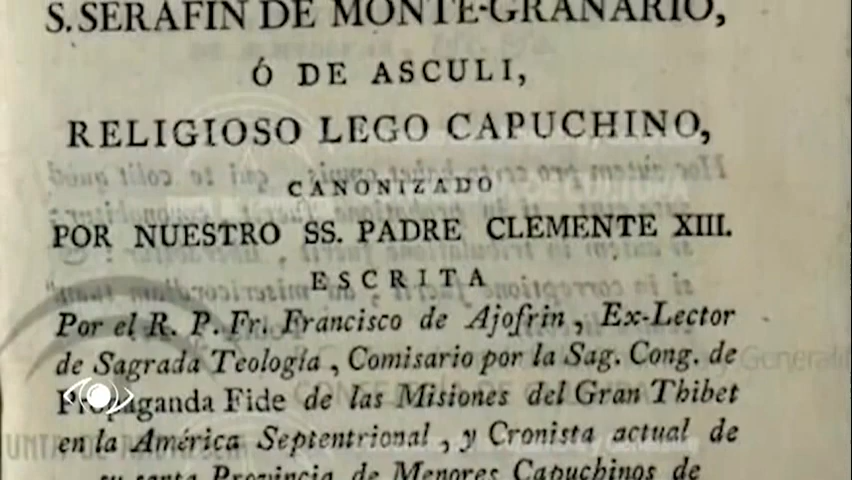 S. SERAFIN DE MONTE-GRANARIO,
Ó DE ASCULI,
RELIGIOSO LEGO CAPUCHINO,
CANONIZADO
POR NUESTRO SS. PADRE CLEMENTE XIII.
ESCRITA
Por el R. P. Fr. Francisco de Ajofrin, Ex-Lector
de Sagrada Teología, Comisario por la Sag. Cong. de
Propaganda Fide de las Misiones del Gran Thibet
en la América Septentrional, y Cronista actual de
su santa Provincia de Menores Capuchinos de